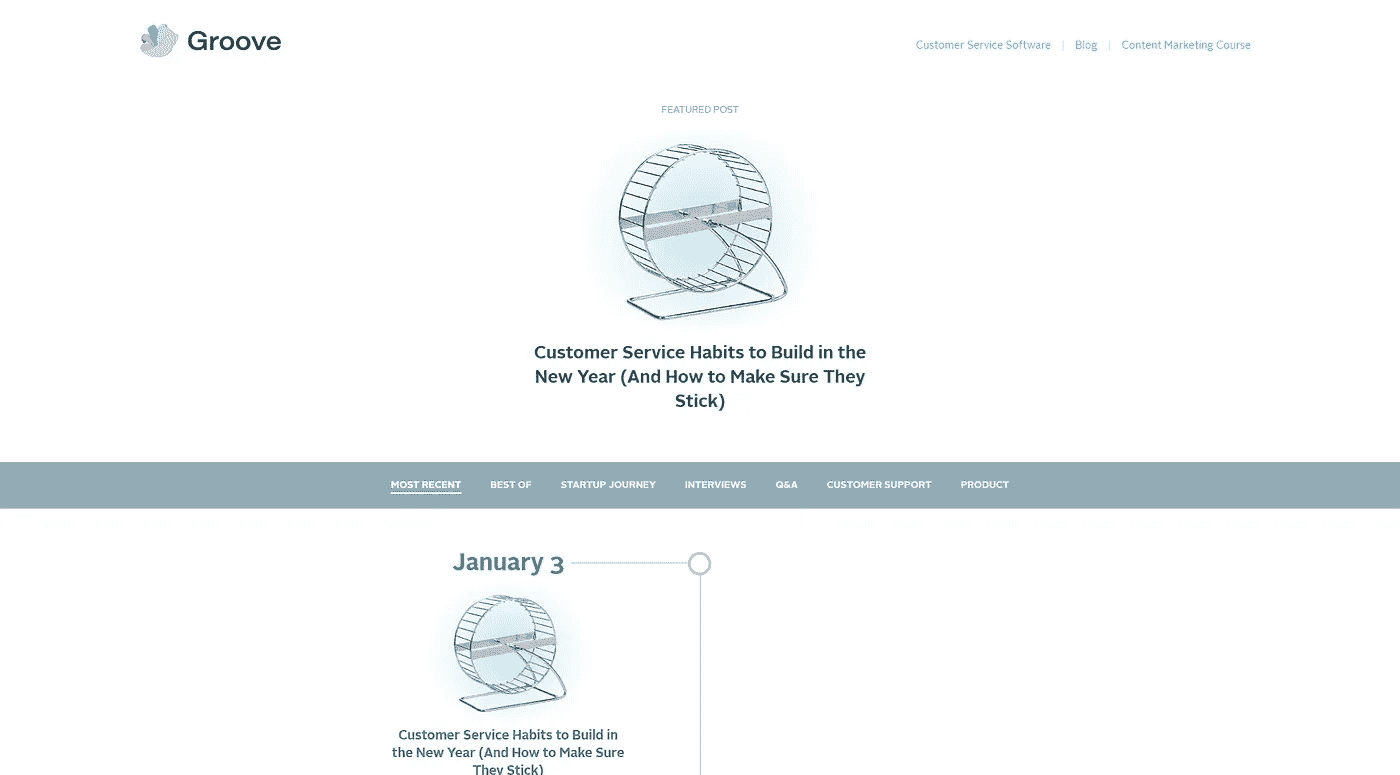 Groove
Customer Service Software | Blog | Content Marketing Course
FEATURED POST
Customer Service Habits to Build in the
New Year (And How to Make Sure They
Stick)
MOST RECENT BEST OF STARTUP JOURNEY INTERVIEWS Q&A CUSTOMER SUPPORT PRODUCT
January 3
Customer Service Habits to Build in
the New Year (And How to Make Sure
They Stick)